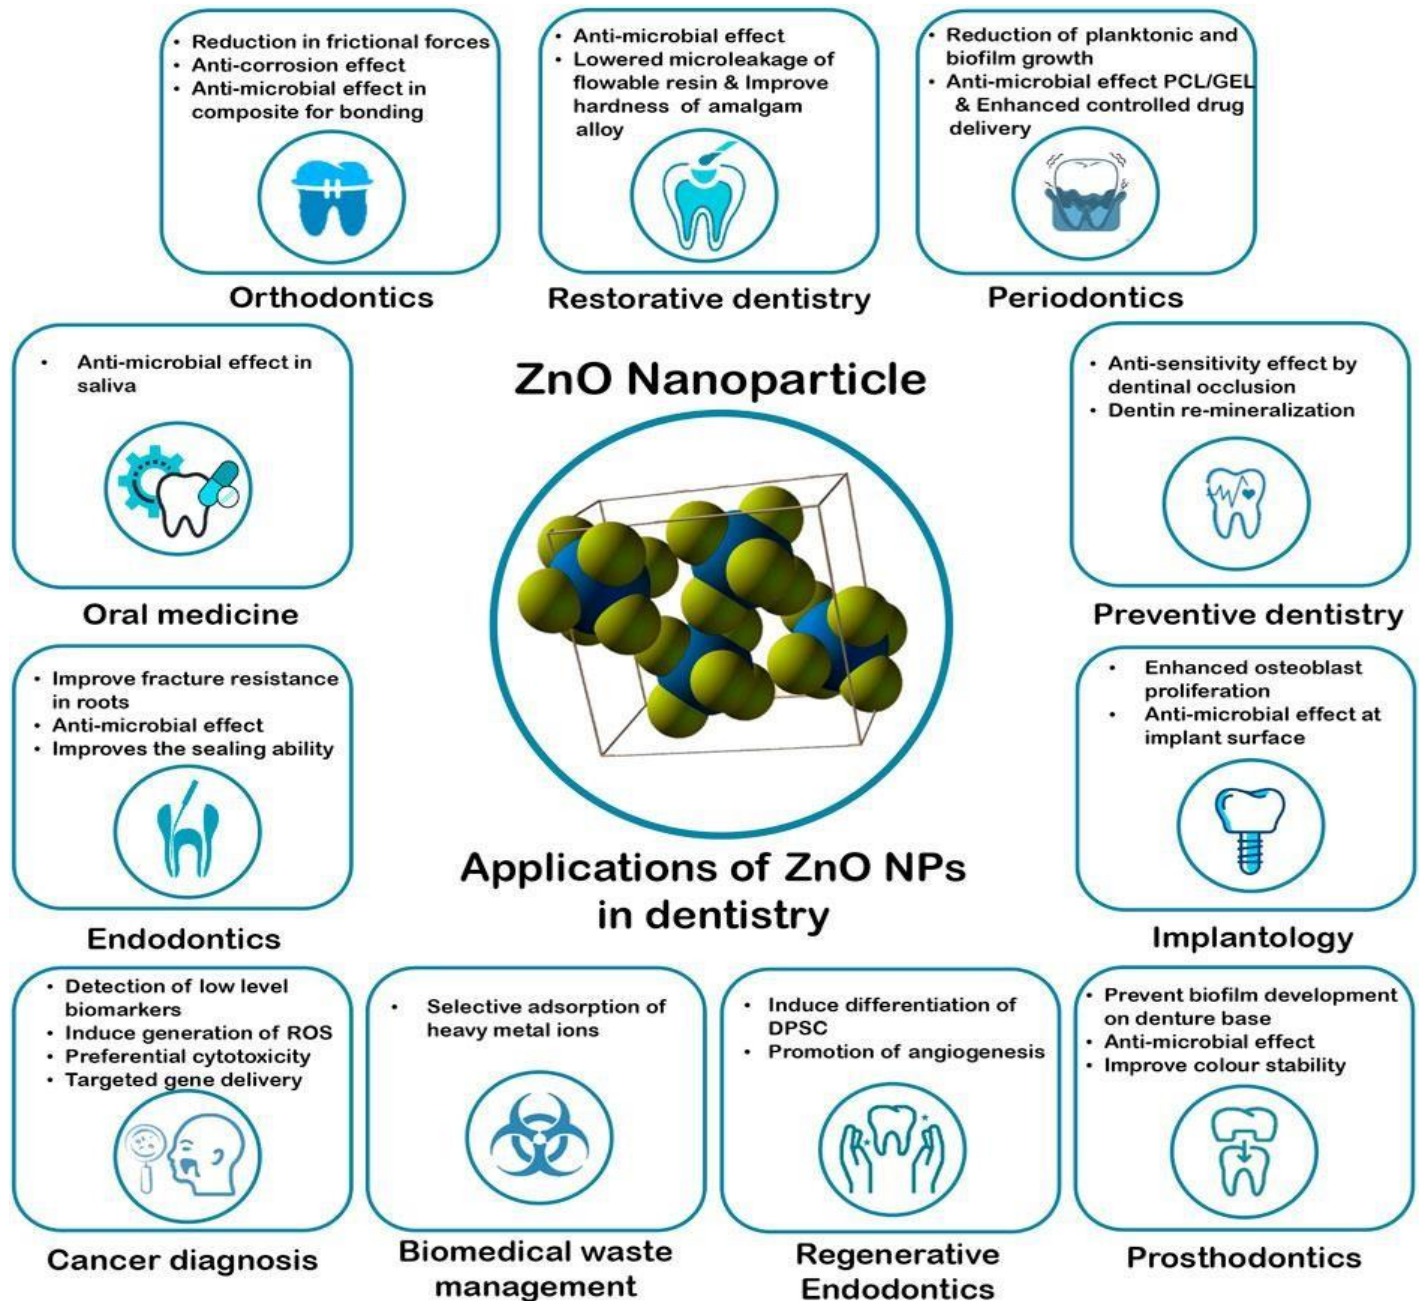 • Reduction in frictional forces
• Anti-corrosion effect
• Anti-microbial effect in
composite for bonding
Orthodontics
• Anti-microbial effect
• Lowered microleakage of
flowable resin & Improve
hardness of amalgam
alloy
Restorative dentistry
• Reduction of planktonic and
biofilm growth
• Anti-microbial effect PCL/GEL
& Enhanced controlled drug
delivery
Periodontics
• Anti-microbial effect in
saliva
Oral medicine
ZnO Nanoparticle
• Anti-sensitivity effect by
dentinal occlusion
• Dentin re-mineralization
Preventive dentistry
• Improve fracture resistance
in roots
• Anti-microbial effect
• Improves the sealing ability
Endodontics
Applications of ZnO NPs
in dentistry
• Enhanced osteoblast
proliferation
• Anti-microbial effect at
implant surface
Implantology
• Detection of low level
biomarkers
• Induce generation of ROS
• Preferential cytotoxicity
• Targeted gene delivery
Cancer diagnosis
• Selective adsorption of
heavy metal ions
Biomedical waste
management
• Induce differentiation of
DPSC
• Promotion of angiogenesis
Regenerative
Endodontics
• Prevent biofilm development
on denture base
• Anti-microbial effect
• Improve colour stability
Prosthodontics